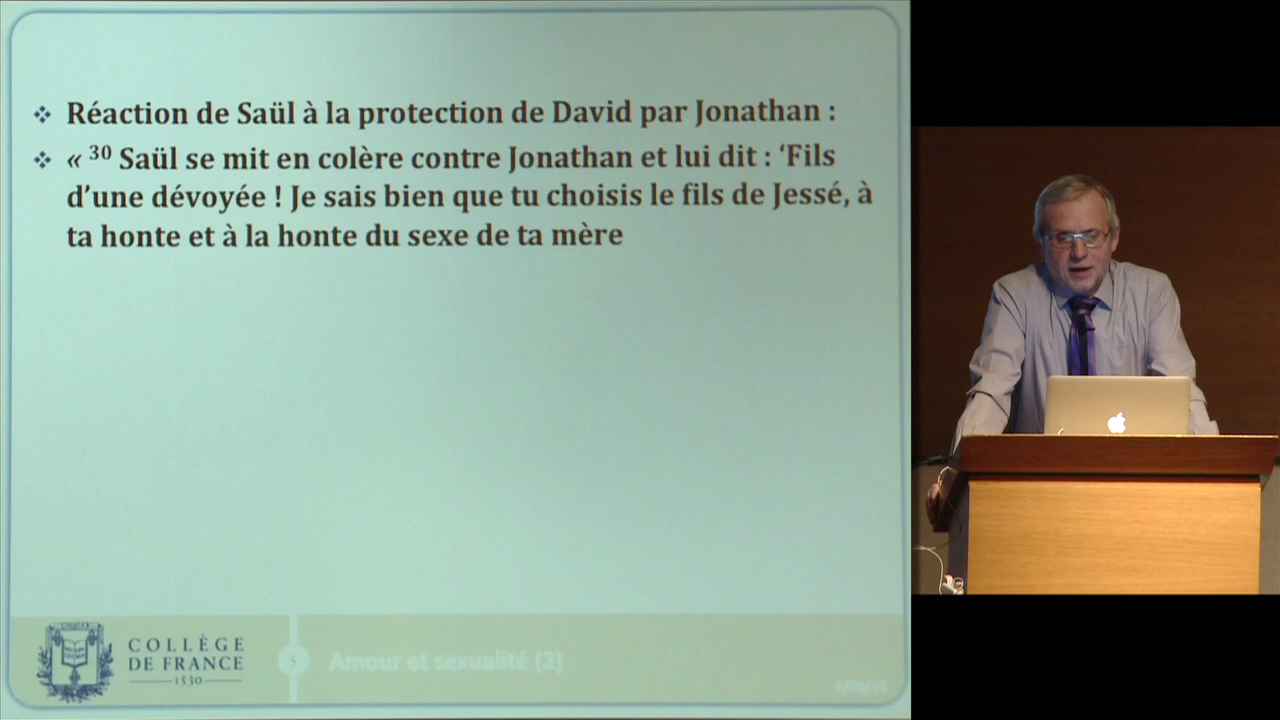 Réaction de Saül à la protection de David par Jonathan :
« 30 Saül se mit en colère contre Jonathan et lui dit : ‘Fils
d’une dévoyée ! Je sais bien que tu choisis le fils de Jessé, à
ta honte et à la honte du sexe de ta mère
COLLÈGE
DE FRANCE
1530
5
Amour et sexualité (2)